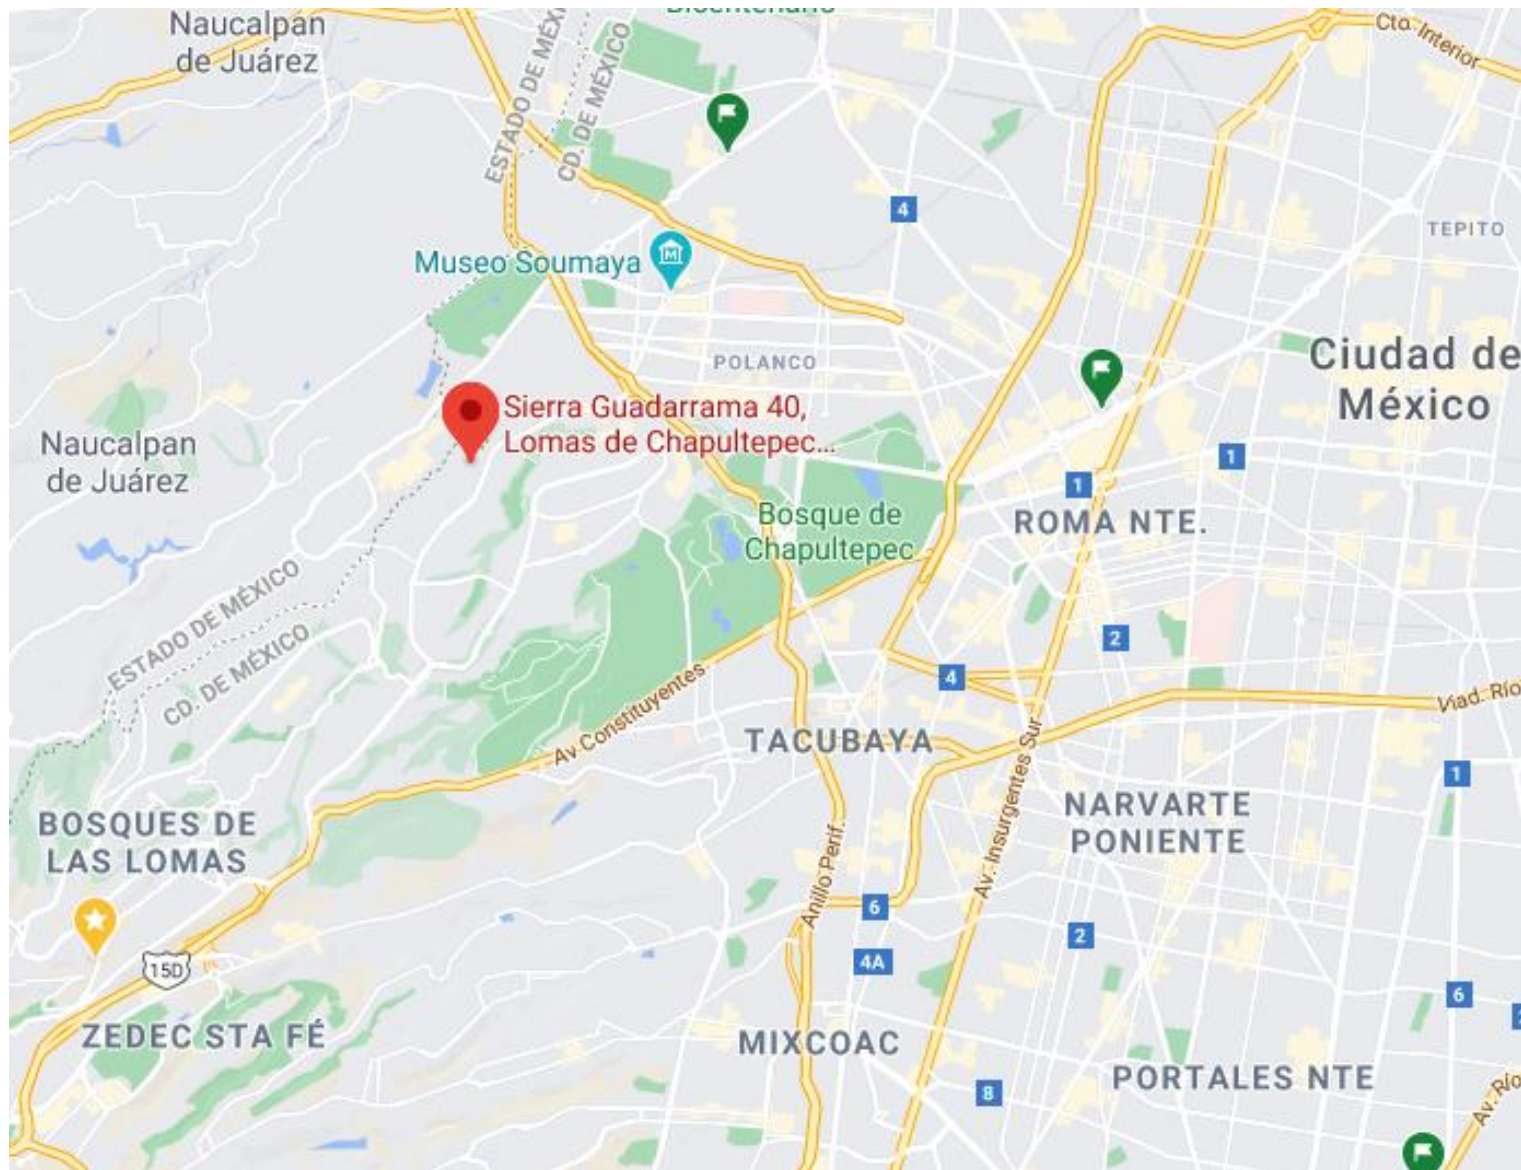 Bicentenario
Naucalpan
de Juárez
Cto. Interior
ESTADO DE MÉXI
CD. DE MÉXICO
4
TEPITO
Museo Soumaya
POLANCO
Ciudad de
México
Sierra Guadarrama 40,
Lomas de Chapultepec...
Naucalpan
de Juárez
1
1
Bosque de
Chapultepec
ROMA NTE.
ESTADO DE MÉXICO
CD. DE MÉXICO
2
4
Av Constituyentes
Viad. Río
TACUBAYA
Av. Insurgentes Sur
1
NARVARTE
PONIENTE
BOSQUES DE
LAS LOMAS
Anillo Perif.
6
2
4A
15D
6
2
ZEDEC STA FÉ
MIXCOAC
PORTALES NTE
8
Av. Río